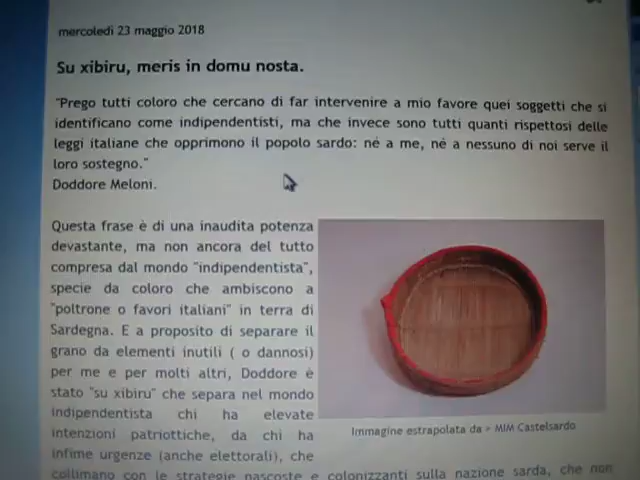 mercoledì 23 maggio 2018
Su xibiru, meris in domu nosta.
"Prego tutti coloro che cercano di far intervenire a mio favore quei soggetti che si
identificano come indipendentisti, ma che invece sono tutti quanti rispettosi delle
leggi italiane che opprimono il popolo sardo: né a me, né a nessuno di noi serve il
loro sostegno."
Doddore Meloni.
Questa frase è di una inaudita potenza
devastante, ma non ancora del tutto
compresa dal mondo "indipendentista",
specie da coloro che ambiscono a
"poltrone o favori italiani" in terra di
Sardegna. E a proposito di separare il
grano da elementi inutili ( o dannosi)
per me e per molti altri, Doddore è
stato "su xibiru" che separa nel mondo
indipendentista chi ha elevate
intenzioni patriottiche, da chi ha
infime urgenze (anche elettorali), che
collimano con le strategie nascoste e colonizzanti sulla nazione sarda, che non
Immagine estrapolata da > MIM Castelsardo